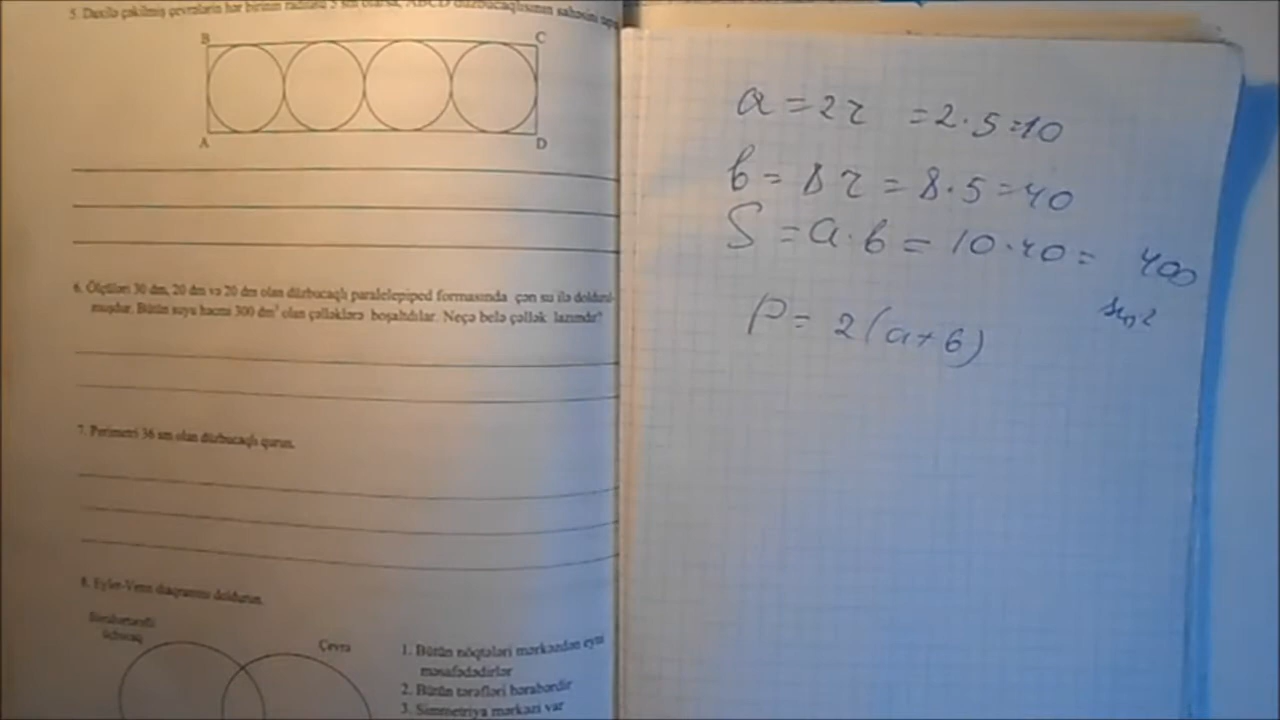 5. Daxilə çəkilmiş çevrələrin hər birinin radiusu 5 sm olarsa, ABCD düzbucaqlısının sahəsini
B C
A D
6. Ölçüləri 30 dm, 20 dm və 20 dm olan düzbucaqlı paralelepiped formasında çən su ilə doldurul-
muşdur. Bütün suyu həcmi 300 dm³ olan çəlləklərə boşaltdılar. Neçə belə çəllək lazımdır?
7. Perimetri 36 sm olan düzbucaqlı qurun.
8. Eyler-Venn diaqramını doldurun.
Bərabərtərəfli
üçbucaq
Çevrə
1. Bütün nöqtələri mərkəzdən eyni
məsafədədirlər
2. Bütün tərəfləri bərabərdir
3. Simmetriya mərkəzi var
a = 2r = 2·5=10
b = 8r = 8·5=40
S = a·b = 10·40= 400
sm²
P = 2(a+b)